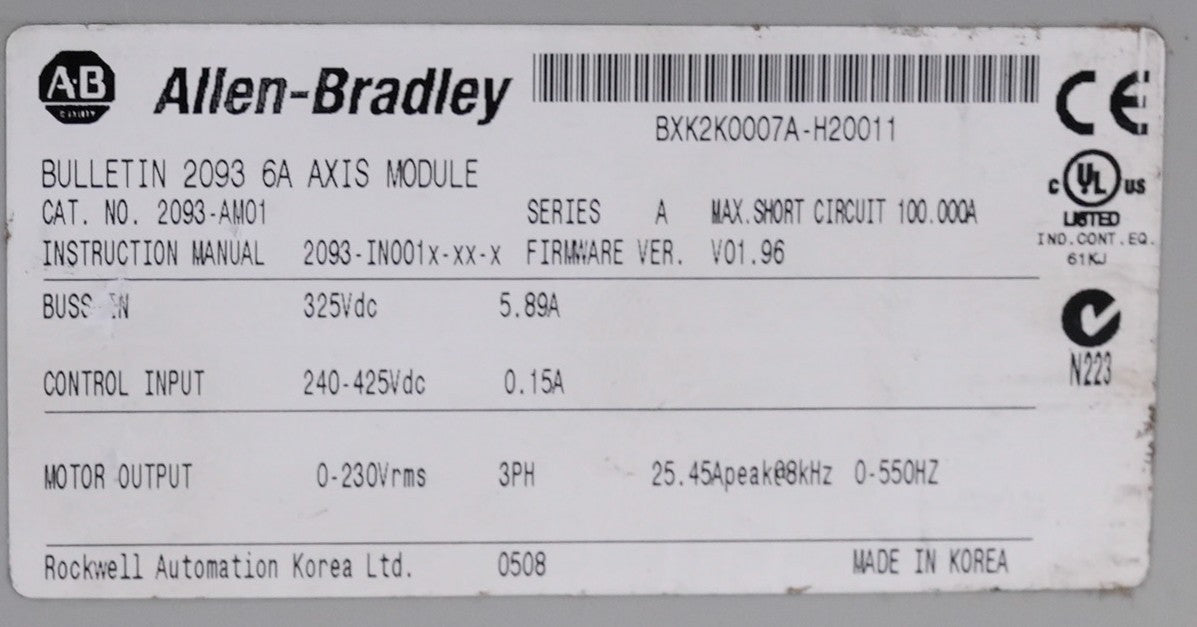 A·B
QUALITY
Allen-Bradley
BXK2K0007A-H20011
BULLETIN 2093 6A AXIS MODULE
CAT. NO. 2093-AM01 SERIES A MAX.SHORT CIRCUIT 100.000A
INSTRUCTION MANUAL 2093-IN001x-xx-x FIRMWARE VER. V01.96
BUSS IN 325Vdc 5.89A
CONTROL INPUT 240-425Vdc 0.15A
MOTOR OUTPUT 0-230Vrms 3PH 25.45Apeak@8kHz 0-550HZ
Rockwell Automation Korea Ltd. 0508 MADE IN KOREA
CE
C UL US
LISTED
IND.CONT.EQ.
61KJ
N223